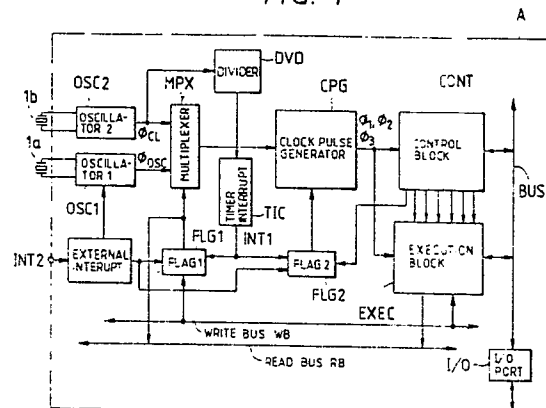 A
DVD
DIVIDER
OSC2
MPX
CPG
CONT
1b
OSCILLA-
TOR 2
φCL
MULTIPLEXER
CLOCK PULSE
GENERATOR
φ1, φ2
φ3
CONTROL
BLOCK
1a
OSCILLA-
TOR 1
φOSC
BUS
OSC1
TIMER
INTERRUPT
TIC
FLG1
INT1
INT2
EXTERNAL
INTERUPT
FLAG1
FLAG 2
EXECUTION
BLOCK
FLG2
EXEC
WRITE BUS WB
READ BUS RB
I/O
I/O
PORT